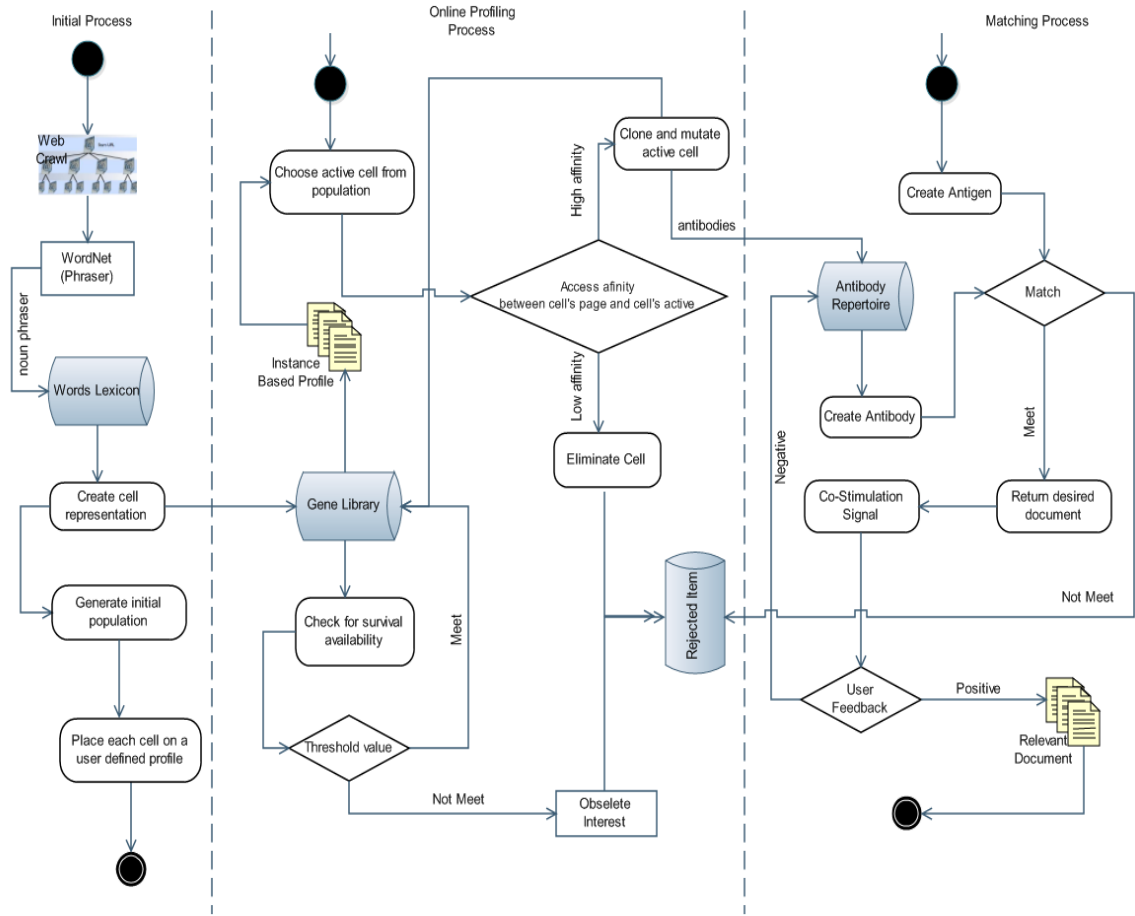 Initial Process
Web
Crawl
Start URL
WordNet
(Phraser)
noun phraser
Words Lexicon
Create cell
representation
Generate initial
population
Place each cell on a
user defined profile
Online Profiling
Process
Choose active cell from
population
Instance
Based Profile
Gene Library
Check for survival
availability
Threshold value
Meet
Not Meet
Obselete
Interest
Clone and mutate
active cell
High affinity
Access afinity
between cell's page and cell's active
Low affinity
Eliminate Cell
antibodies
Rejected Item
Matching Process
Create Antigen
Antibody
Repertoire
Match
Create Antibody
Meet
Negative
Co-Stimulation
Signal
Return desired
document
Not Meet
User
Feedback
Positive
Relevant
Document